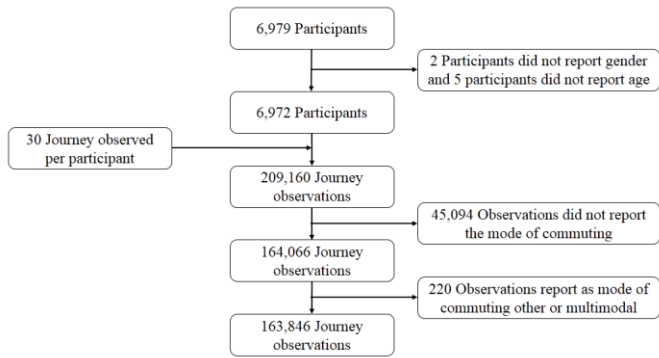 6,979 Participants
2 Participants did not report gender
and 5 participants did not report age
6,972 Participants
30 Journey observed
per participant
209,160 Journey
observations
45,094 Observations did not report
the mode of commuting
164,066 Journey
observations
220 Observations report as mode of
commuting other or multimodal
163,846 Journey
observations